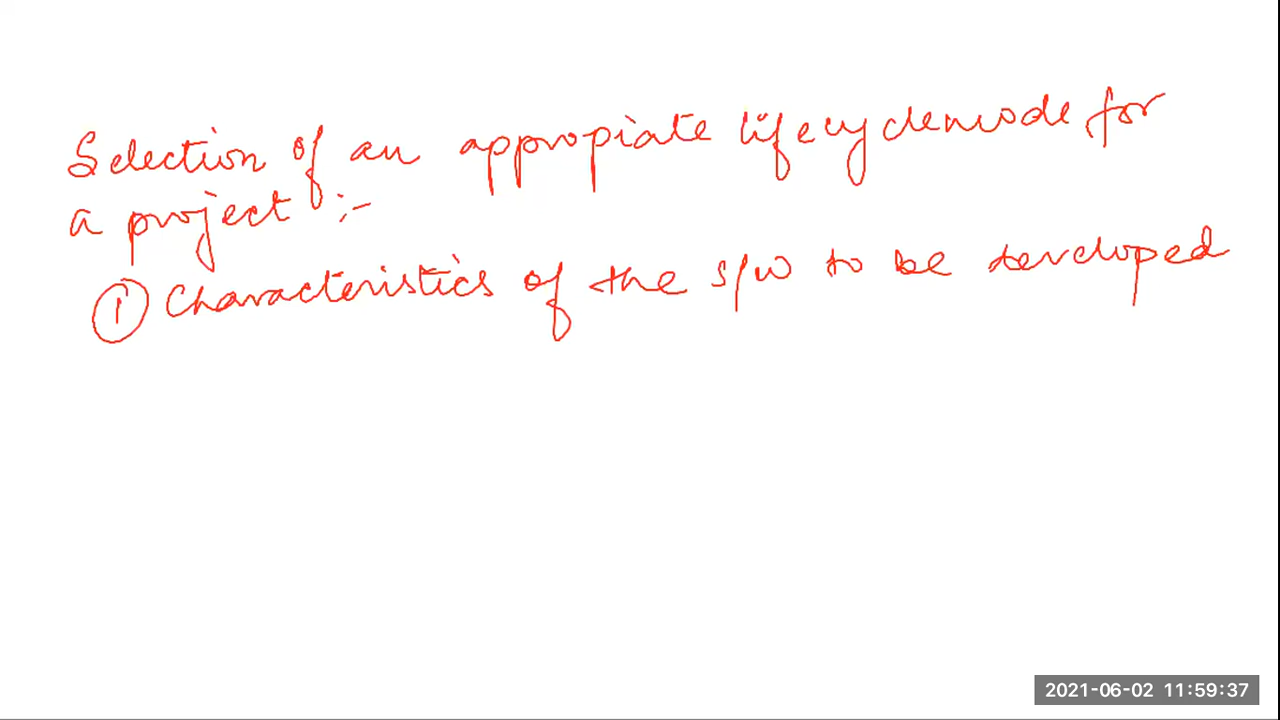 Selection of an appropiate lifecyclemode for
a project :-
① Characteristics of the s/w to be developed
2021-06-02 11:59:37